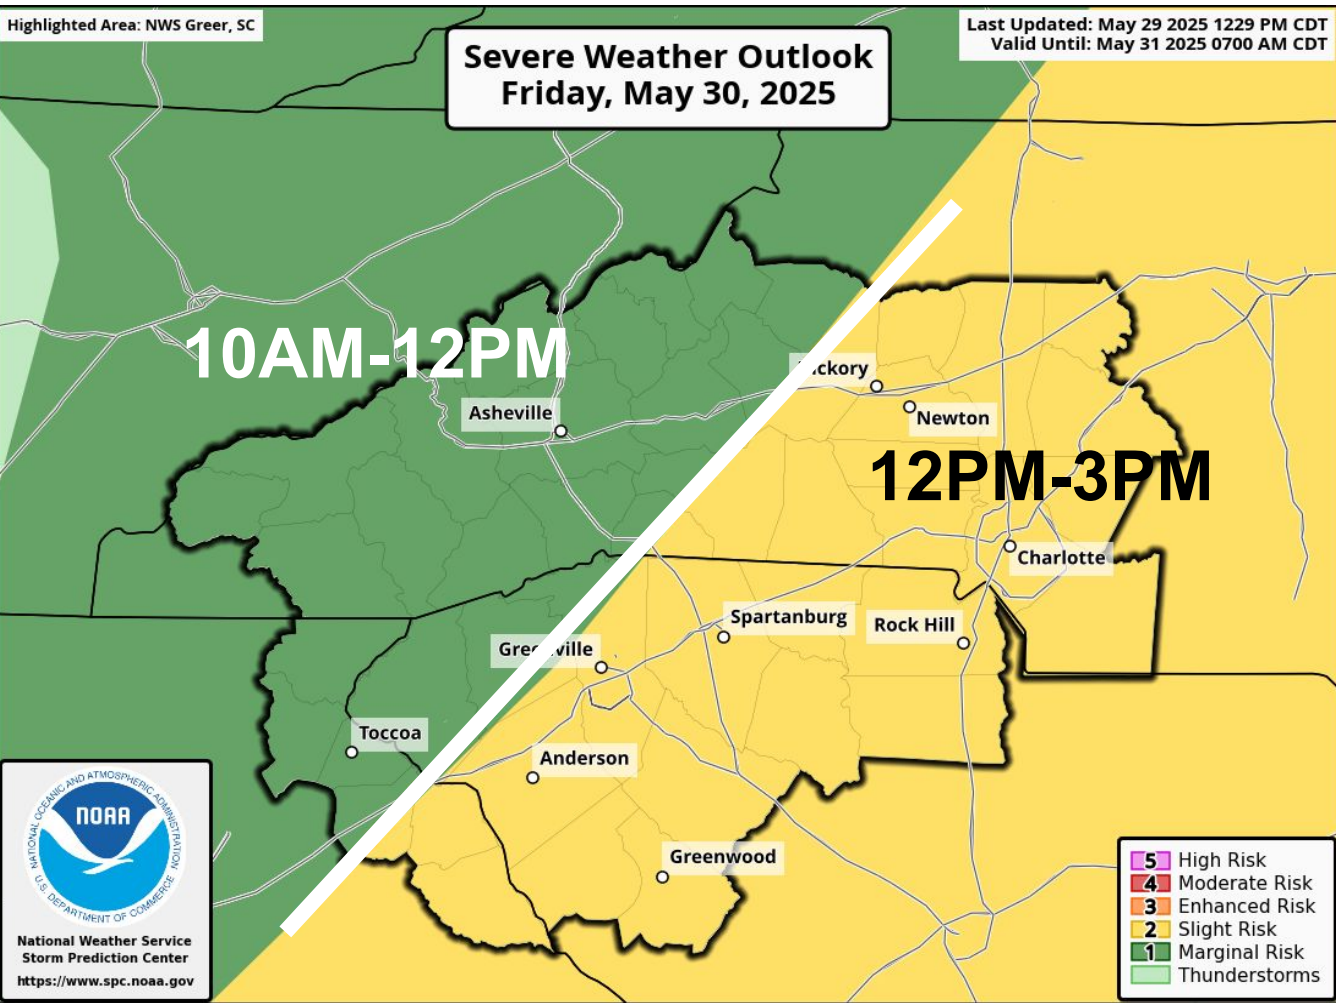 Highlighted Area: NWS Greer, SC
Last Updated: May 29 2025 1229 PM CDT
Valid Until: May 31 2025 0700 AM CDT
Severe Weather Outlook
Friday, May 30, 2025
10AM-12PM
ckory
Asheville
Newton
12PM-3PM
Charlotte
Spartanburg
Rock Hill
Gre ville
Toccoa
Anderson
Greenwood
NATIONAL OCEANIC AND ATMOSPHERIC ADMINISTRATION
NOAA
U.S. DEPARTMENT OF COMMERCE
National Weather Service
Storm Prediction Center
https://www.spc.noaa.gov
5 High Risk
4 Moderate Risk
3 Enhanced Risk
2 Slight Risk
1 Marginal Risk
Thunderstorms